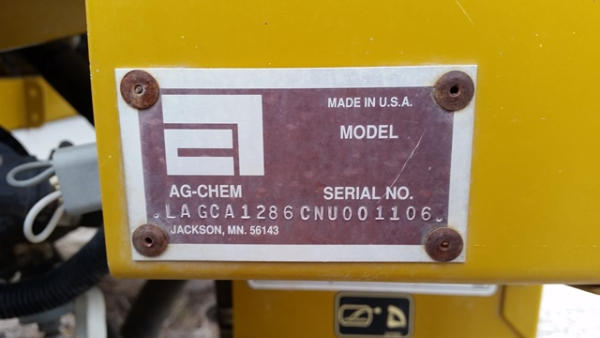 MADE IN U.S.A.
MODEL
AG-CHEM SERIAL NO.
.LAGCA1286CNU001106.
JACKSON, MN. 56143